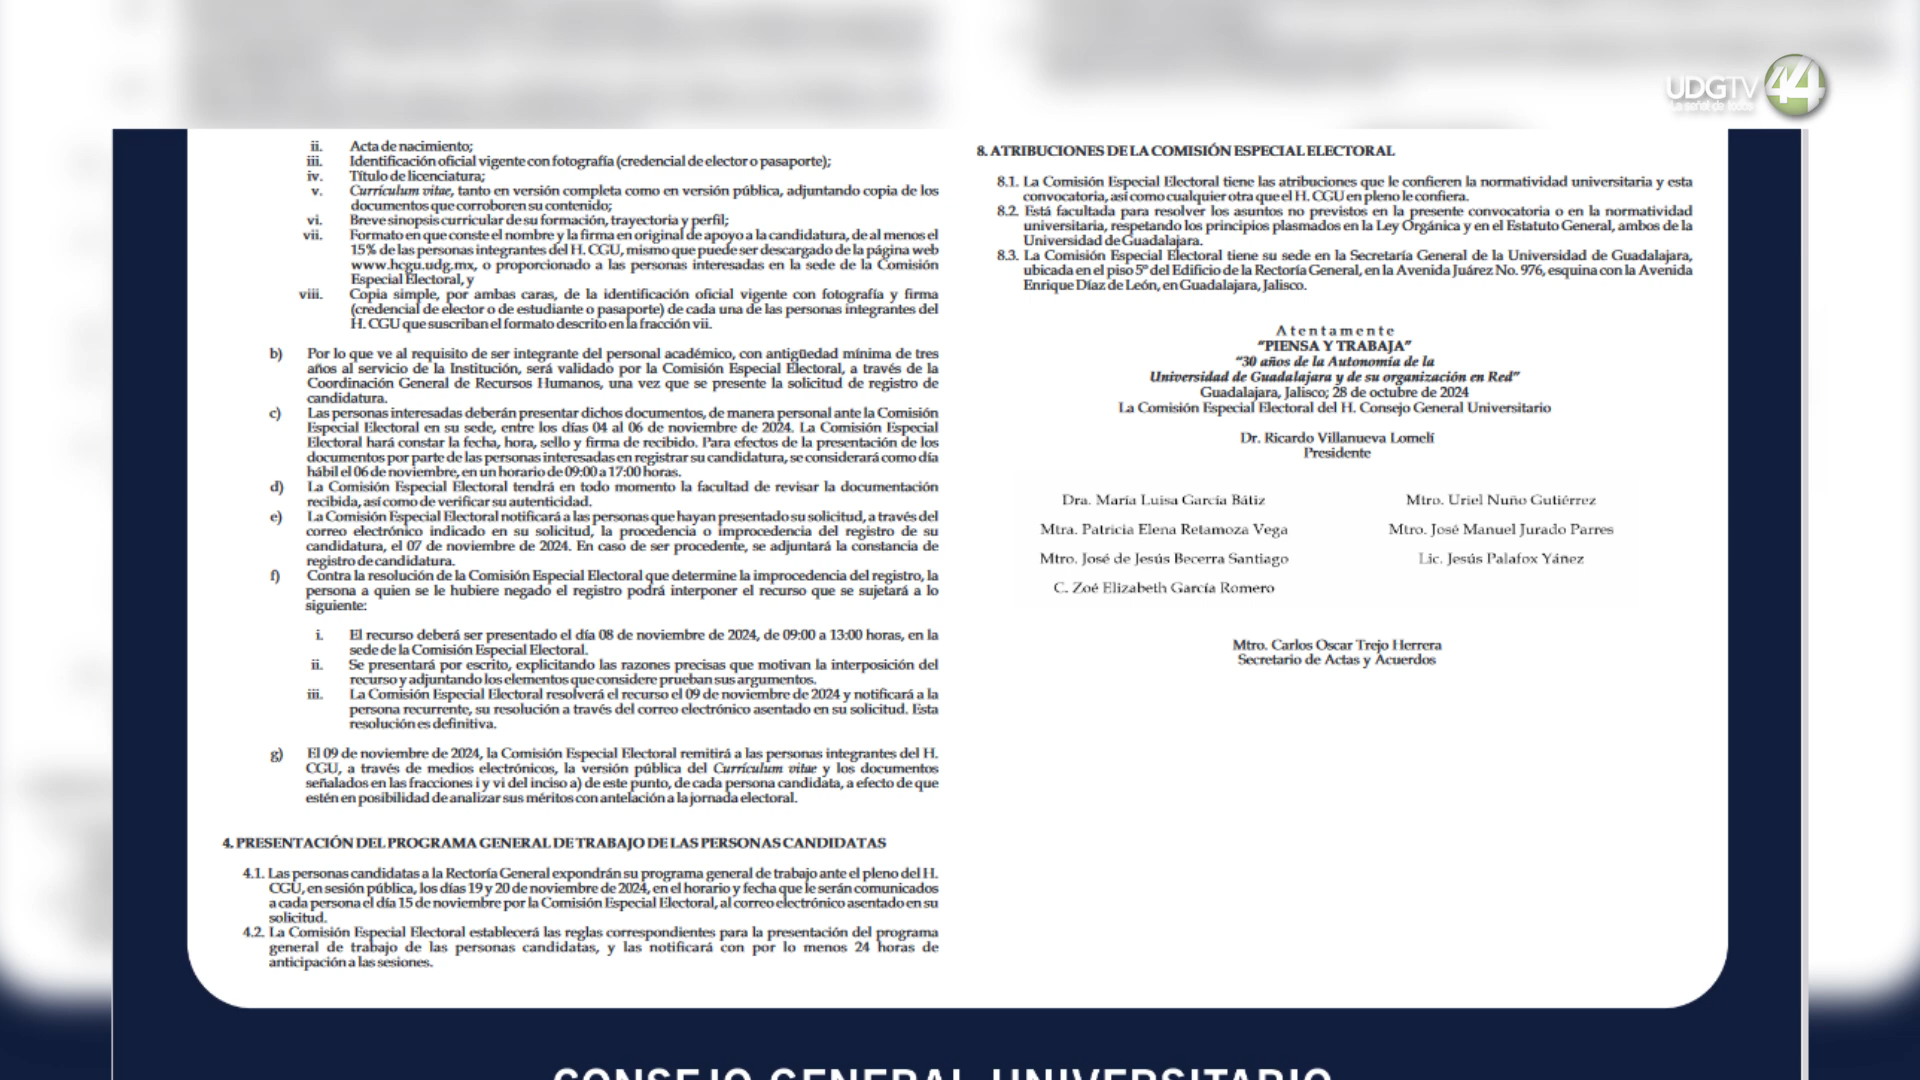 UDGTV 44
La señal de todos
ii. Acta de nacimiento;
iii. Identificación oficial vigente con fotografía (credencial de elector o pasaporte);
iv. Título de licenciatura;
v. Currículum vitae, tanto en versión completa como en versión pública, adjuntando copia de los
documentos que corroboren su contenido;
vi. Breve sinopsis curricular de su formación, trayectoria y perfil;
vii. Formato en que conste el nombre y la firma en original de apoyo a la candidatura, de al menos el
15% de las personas integrantes del H. CGU, mismo que puede ser descargado de la página web
www.hcgu.udg.mx, o proporcionado a las personas interesadas en la sede de la Comisión
Especial Electoral, y
viii. Copia simple, por ambas caras, de la identificación oficial vigente con fotografía y firma
(credencial de elector o de estudiante o pasaporte) de cada una de las personas integrantes del
H. CGU que suscriban el formato descrito en la fracción vii.
b) Por lo que ve al requisito de ser integrante del personal académico, con antigüedad mínima de tres
años al servicio de la Institución, será validado por la Comisión Especial Electoral, a través de la
Coordinación General de Recursos Humanos, una vez que se presente la solicitud de registro de
candidatura.
c) Las personas interesadas deberán presentar dichos documentos, de manera personal ante la Comisión
Especial Electoral en su sede, entre los días 04 al 06 de noviembre de 2024. La Comisión Especial
Electoral hará constar la fecha, hora, sello y firma de recibido. Para efectos de la presentación de los
documentos por parte de las personas interesadas en registrar su candidatura, se considerará como día
hábil el 06 de noviembre, en un horario de 09:00 a 17:00 horas.
d) La Comisión Especial Electoral tendrá en todo momento la facultad de revisar la documentación
recibida, así como de verificar su autenticidad.
e) La Comisión Especial Electoral notificará a las personas que hayan presentado su solicitud, a través del
correo electrónico indicado en su solicitud, la procedencia o improcedencia del registro de su
candidatura, el 07 de noviembre de 2024. En caso de ser procedente, se adjuntará la constancia de
registro de candidatura.
f) Contra la resolución de la Comisión Especial Electoral que determine la improcedencia del registro, la
persona a quien se le hubiere negado el registro podrá interponer el recurso que se sujetará a lo
siguiente:
i. El recurso deberá ser presentado el día 08 de noviembre de 2024, de 09:00 a 13:00 horas, en la
sede de la Comisión Especial Electoral.
ii. Se presentará por escrito, explicitando las razones precisas que motivan la interposición del
recurso y adjuntando los elementos que considere prueban sus argumentos.
iii. La Comisión Especial Electoral resolverá el recurso el 09 de noviembre de 2024 y notificará a la
persona recurrente, su resolución a través del correo electrónico asentado en su solicitud. Esta
resolución es definitiva.
g) El 09 de noviembre de 2024, la Comisión Especial Electoral remitirá a las personas integrantes del H.
CGU, a través de medios electrónicos, la versión pública del Currículum vitae y los documentos
señalados en las fracciones i y vi del inciso a) de este punto, de cada persona candidata, a efecto de que
estén en posibilidad de analizar sus méritos con antelación a la jornada electoral.
4. PRESENTACIÓN DEL PROGRAMA GENERAL DE TRABAJO DE LAS PERSONAS CANDIDATAS
4.1. Las personas candidatas a la Rectoría General expondrán su programa general de trabajo ante el pleno del H.
CGU, en sesión pública, los días 19 y 20 de noviembre de 2024, en el horario y fecha que le serán comunicados
a cada persona el día 15 de noviembre por la Comisión Especial Electoral, al correo electrónico asentado en su
solicitud.
4.2. La Comisión Especial Electoral establecerá las reglas correspondientes para la presentación del programa
general de trabajo de las personas candidatas, y las notificará con por lo menos 24 horas de
anticipación a las sesiones.
8. ATRIBUCIONES DE LA COMISIÓN ESPECIAL ELECTORAL
8.1. La Comisión Especial Electoral tiene las atribuciones que le confieren la normatividad universitaria y esta
convocatoria, así como cualquier otra que el H. CGU en pleno le confiera.
8.2. Está facultada para resolver los asuntos no previstos en la presente convocatoria o en la normatividad
universitaria, respetando los principios plasmados en la Ley Orgánica y en el Estatuto General, ambos de la
Universidad de Guadalajara.
8.3. La Comisión Especial Electoral tiene su sede en la Secretaría General de la Universidad de Guadalajara,
ubicada en el piso 5º del Edificio de la Rectoría General, en la Avenida Juárez No. 976, esquina con la Avenida
Enrique Díaz de León, en Guadalajara, Jalisco.
Atentamente
"PIENSA Y TRABAJA"
"30 años de la Autonomía de la
Universidad de Guadalajara y de su organización en Red"
Guadalajara, Jalisco; 28 de octubre de 2024
La Comisión Especial Electoral del H. Consejo General Universitario
Dr. Ricardo Villanueva Lomelí
Presidente
Dra. María Luisa García Bátiz
Mtro. Uriel Nuño Gutiérrez
Mtra. Patricia Elena Retamoza Vega
Mtro. José Manuel Jurado Parres
Mtro. José de Jesús Becerra Santiago
Lic. Jesús Palafox Yánez
C. Zoé Elizabeth García Romero
Mtro. Carlos Oscar Trejo Herrera
Secretario de Actas y Acuerdos
CONSEJO GENERAL UNIVERSITARIO